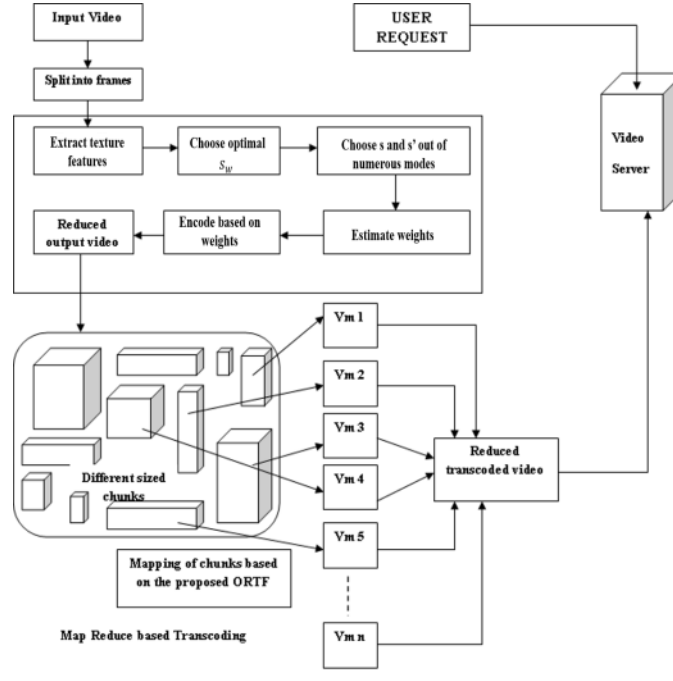 Input Video
USER
REQUEST
Split into frames
Extract texture
features
Choose optimal
s_w
Choose s and s' out of
numerous modes
Video
Server
Reduced
output video
Encode based on
weights
Estimate weights
Vm 1
Vm 2
Vm 3
Vm 4
Vm 5
Vm n
Reduced
transcoded video
Different sized
chunks
Mapping of chunks based
on the proposed ORTF
Map Reduce based Transcoding